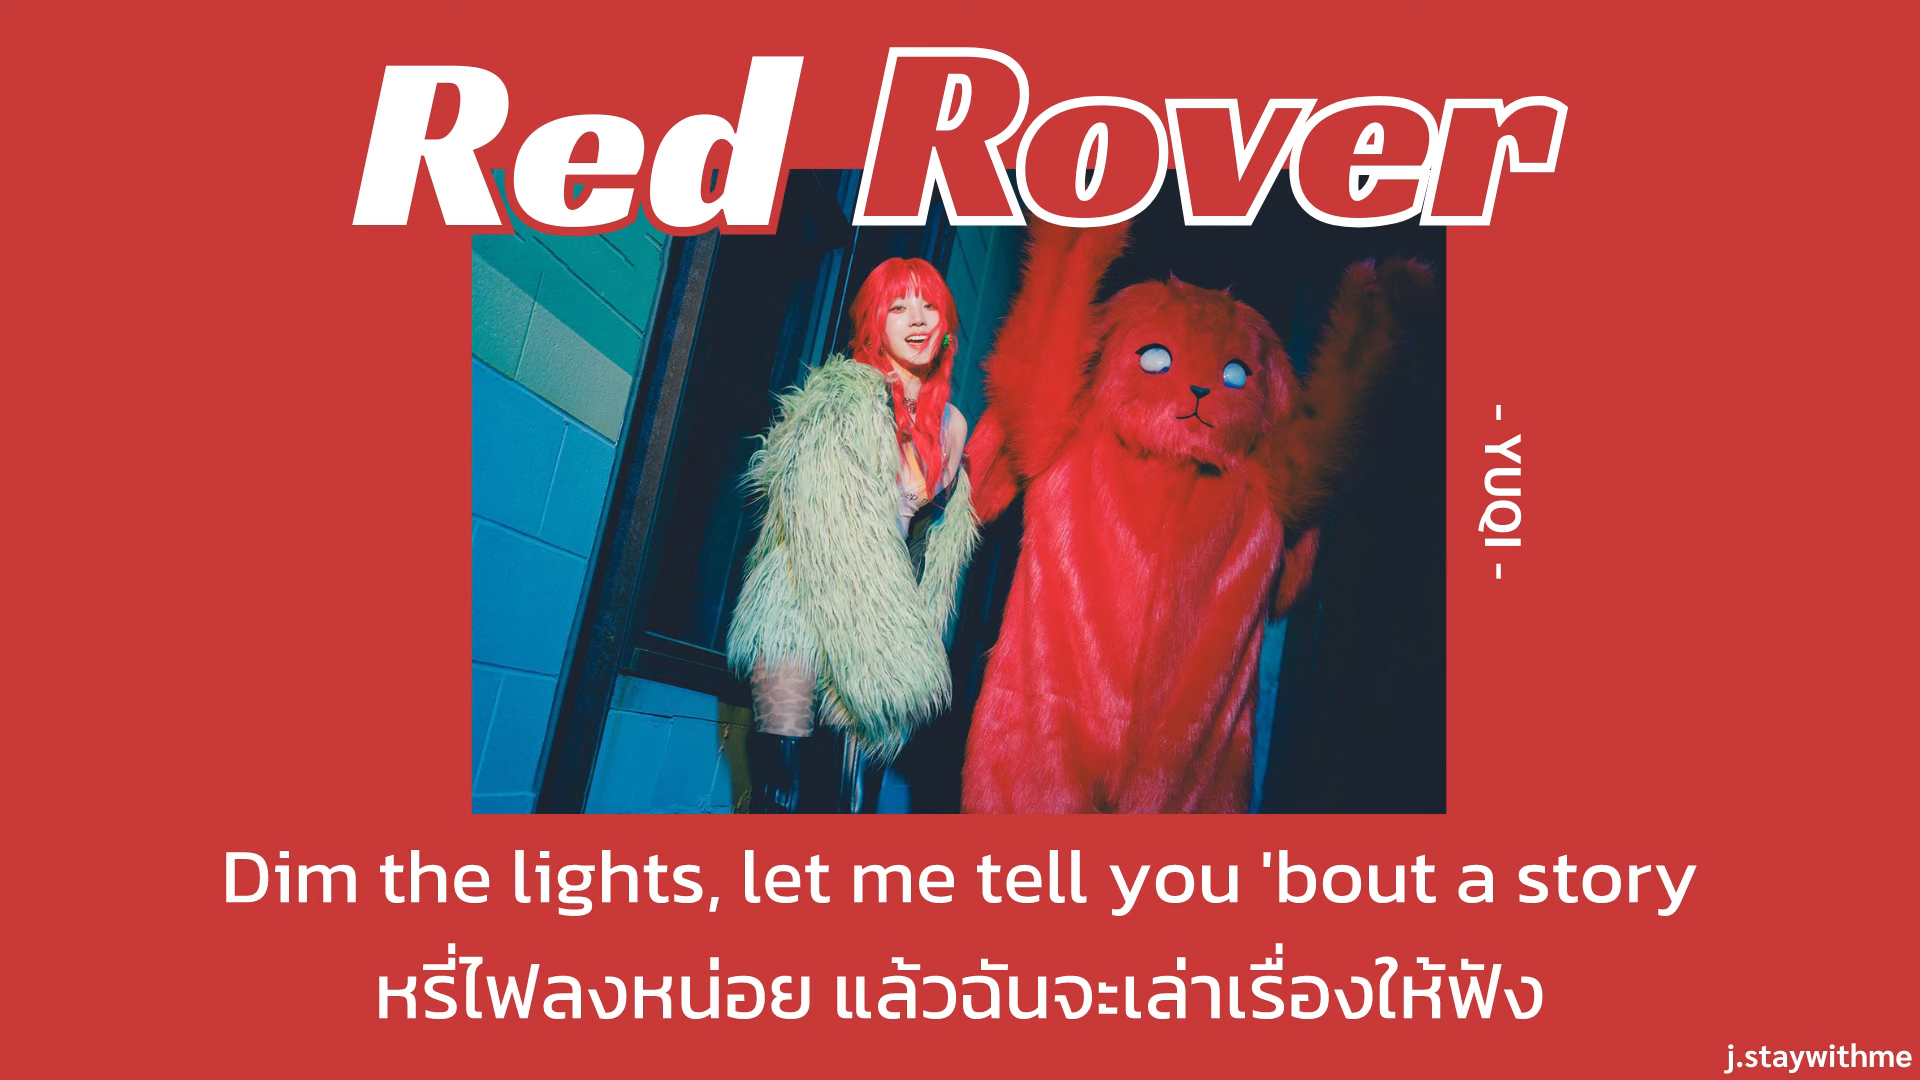 Red Rover
- YUQI -
Dim the lights, let me tell you 'bout a story
หรี่ไฟลงหน่อย แล้วฉันจะเล่าเรื่องให้ฟัง
j.staywithme